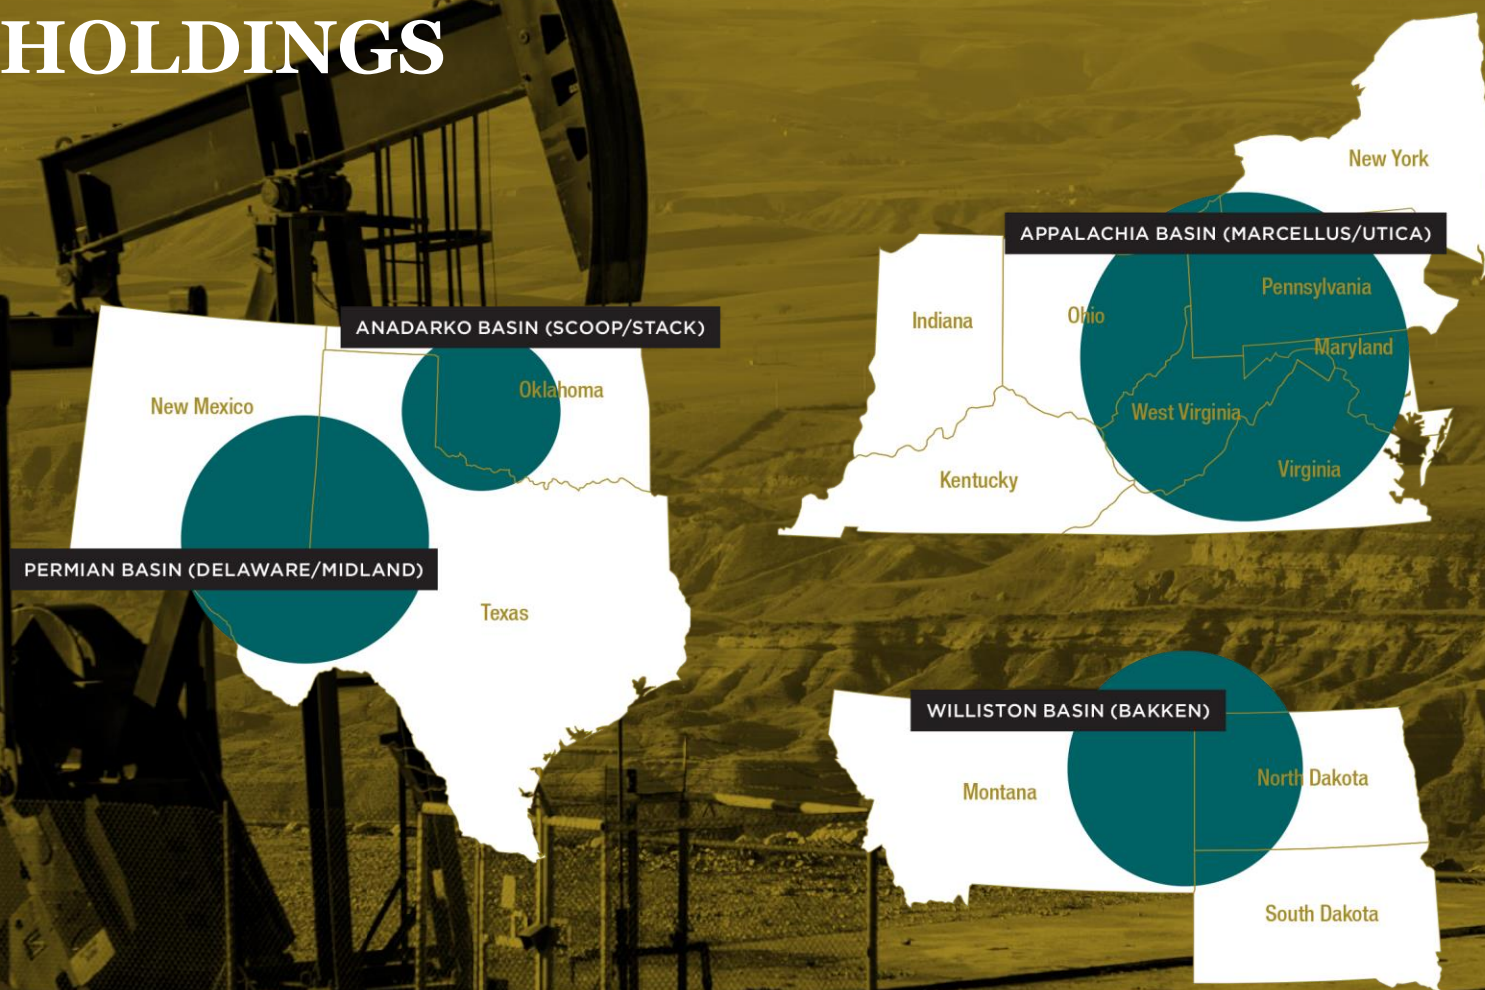 HOLDINGS
ANADARKO BASIN (SCOOP/STACK)
New Mexico
Oklahoma
PERMIAN BASIN (DELAWARE/MIDLAND)
Texas
New York
APPALACHIA BASIN (MARCELLUS/UTICA)
Pennsylvania
Indiana
Ohio
Maryland
West Virginia
Kentucky
Virginia
WILLISTON BASIN (BAKKEN)
Montana
North Dakota
South Dakota